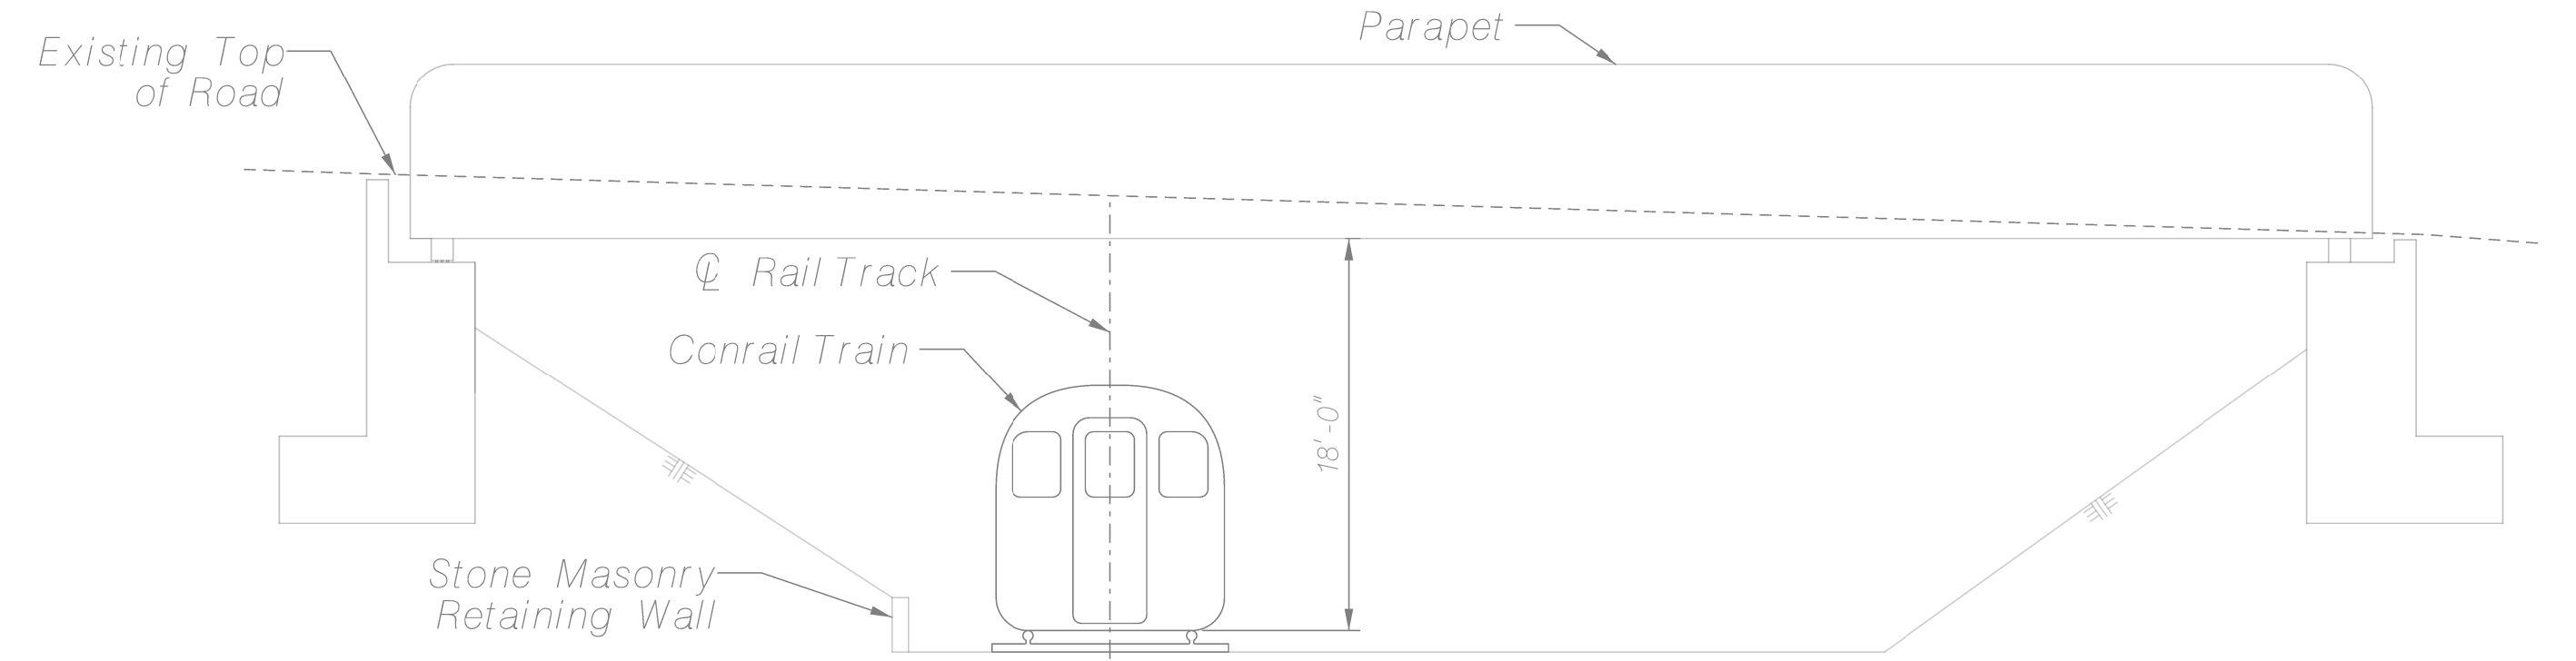 Parapet
Existing Top
of Road
℄ Rail Track
Conrail Train
18'-0"
Stone Masonry
Retaining Wall